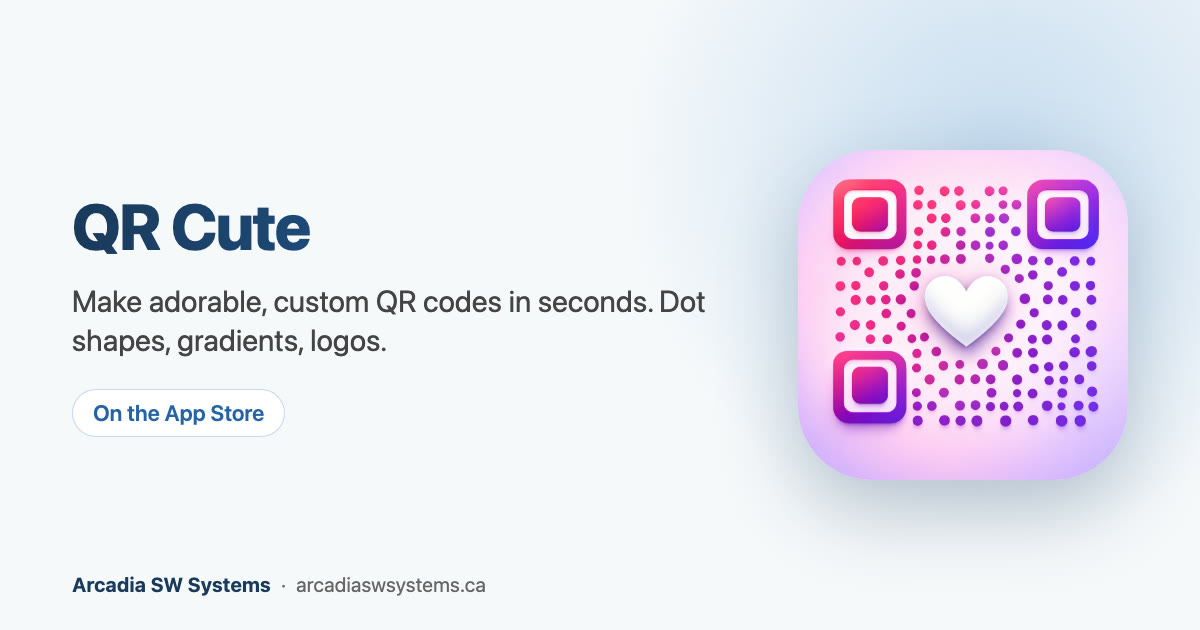 QR Cute
Make adorable, custom QR codes in seconds. Dot
shapes, gradients, logos.
On the App Store
Arcadia SW Systems · arcadiaswsystems.ca